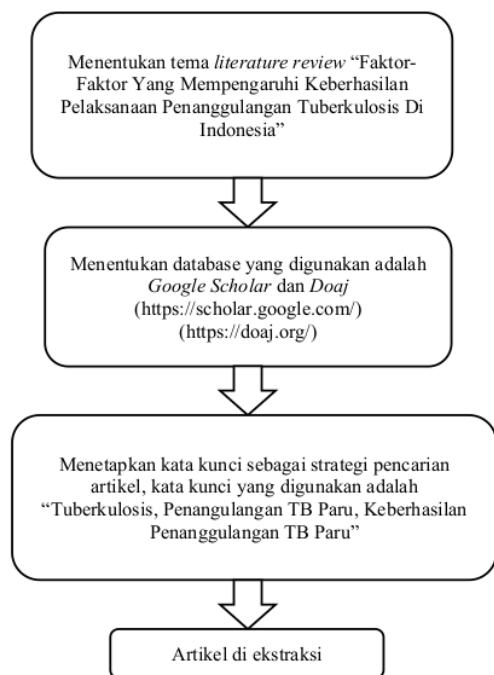 Menentukan tema literature review “Faktor-
Faktor Yang Mempengaruhi Keberhasilan
Pelaksanaan Penanggulangan Tuberkulosis Di
Indonesia”
Menentukan database yang digunakan adalah
Google Scholar dan Doaj
(https://scholar.google.com/)
(https://doaj.org/)
Menetapkan kata kunci sebagai strategi pencarian
artikel, kata kunci yang digunakan adalah
“Tuberkulosis, Penangulangan TB Paru, Keberhasilan
Penanggulangan TB Paru”
Artikel di ekstraksi